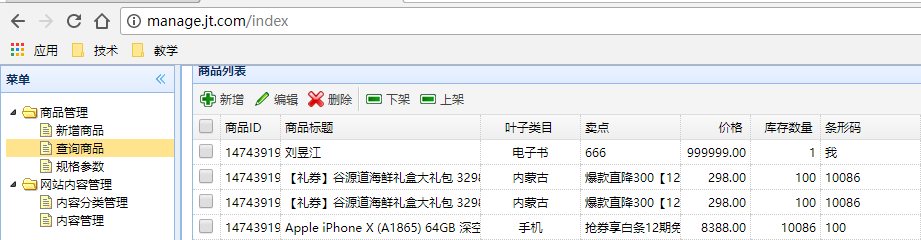 manage.jt.com/index
应用 技术 教学
菜单
商品管理
新增商品
查询商品
规格参数
网站内容管理
内容分类管理
内容管理
商品列表
新增 编辑 删除 下架 上架
商品ID 商品标题 叶子类目 卖点 价格 库存数量 条形码
14743919 刘昱江 电子书 666 999999.00 1 我
14743919 【礼券】谷源道海鲜礼盒大礼包 3298 内蒙古 爆款直降300【12 298.00 100 10086
14743919 【礼券】谷源道海鲜礼盒大礼包 3298 内蒙古 爆款直降300【12 298.00 100 10086
14743919 Apple iPhone X (A1865) 64GB 深空 手机 抢券享白条12期免 8388.00 10086 100